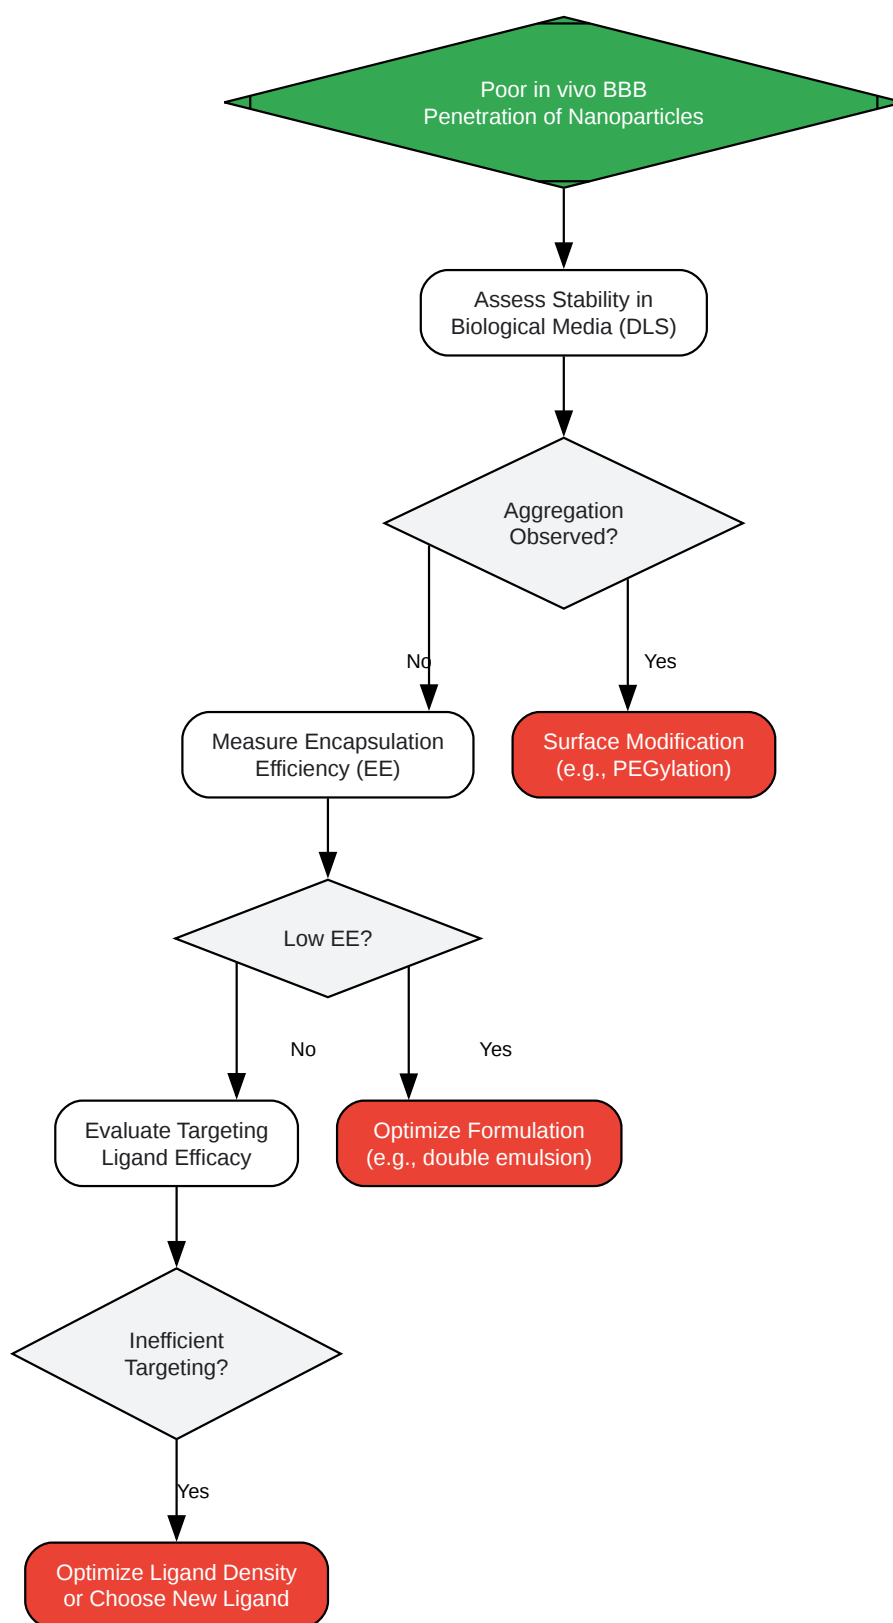 Poor in vivo BBB
Penetration of Nanoparticles
Assess Stability in
Biological Media (DLS)
Aggregation
Observed?
No
Yes
Measure Encapsulation
Efficiency (EE)
Surface Modification
(e.g., PEGylation)
Low EE?
No
Yes
Evaluate Targeting
Ligand Efficacy
Optimize Formulation
(e.g., double emulsion)
Inefficient
Targeting?
Yes
Optimize Ligand Density
or Choose New Ligand